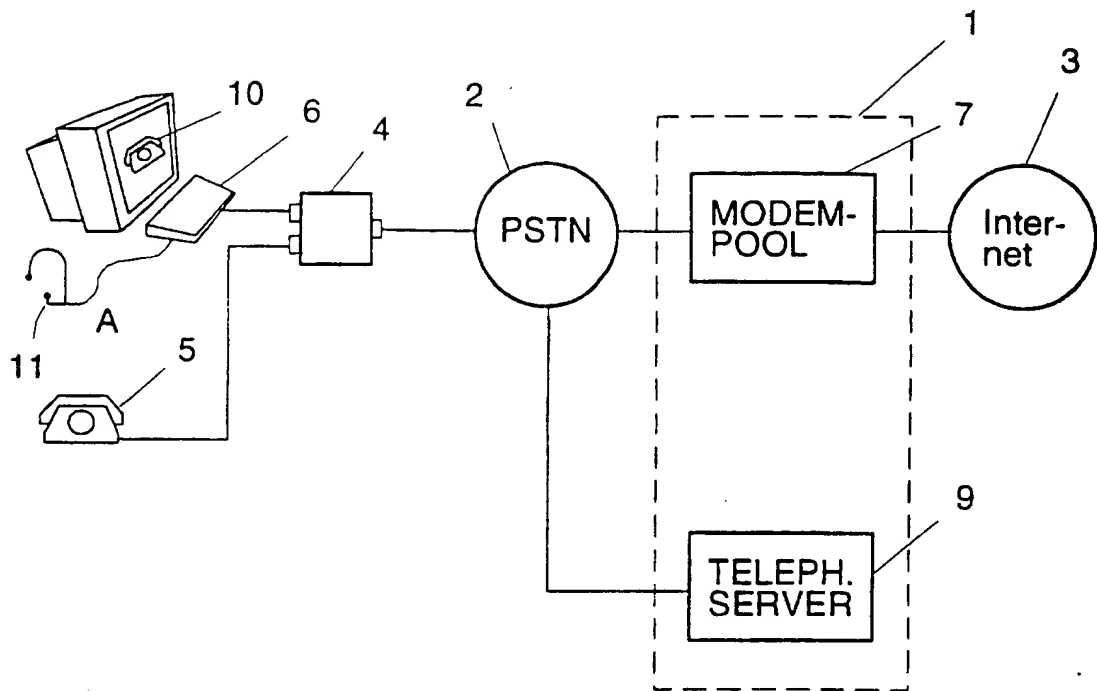 1
3
10
2
6
4
7
PSTN
MODEM-
POOL
Inter-
net
A
11
5
9
TELEPH.
SERVER